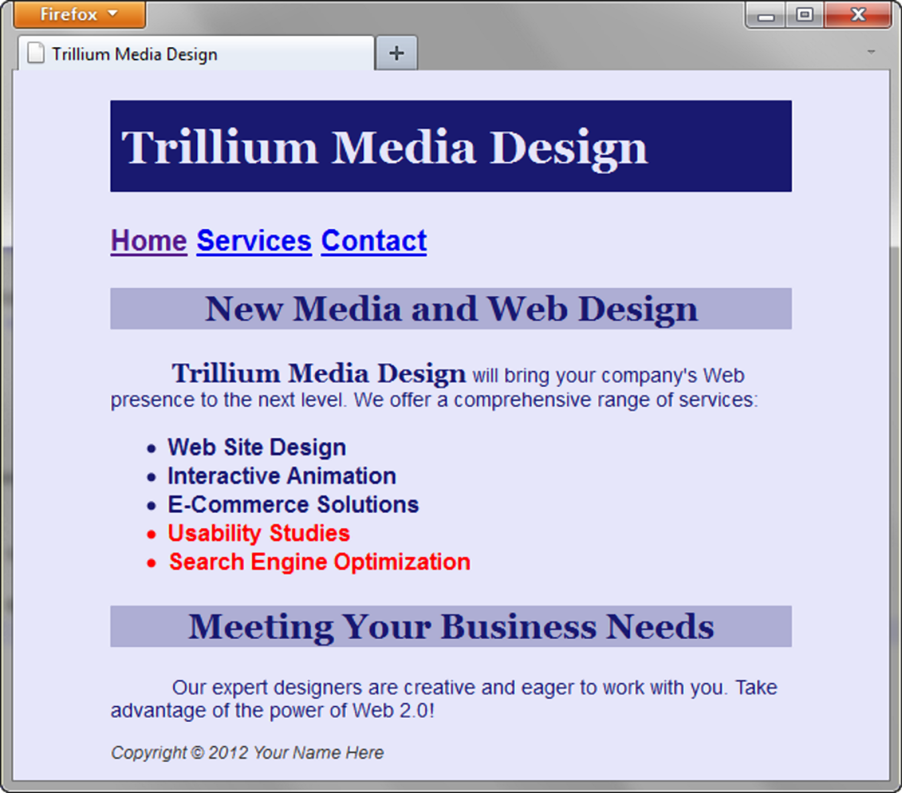 Firefox
Trillium Media Design
Trillium Media Design
Home Services Contact
New Media and Web Design
Trillium Media Design will bring your company's Web
presence to the next level. We offer a comprehensive range of services:
• Web Site Design
• Interactive Animation
• E-Commerce Solutions
• Usability Studies
• Search Engine Optimization
Meeting Your Business Needs
Our expert designers are creative and eager to work with you. Take
advantage of the power of Web 2.0!
Copyright © 2012 Your Name Here